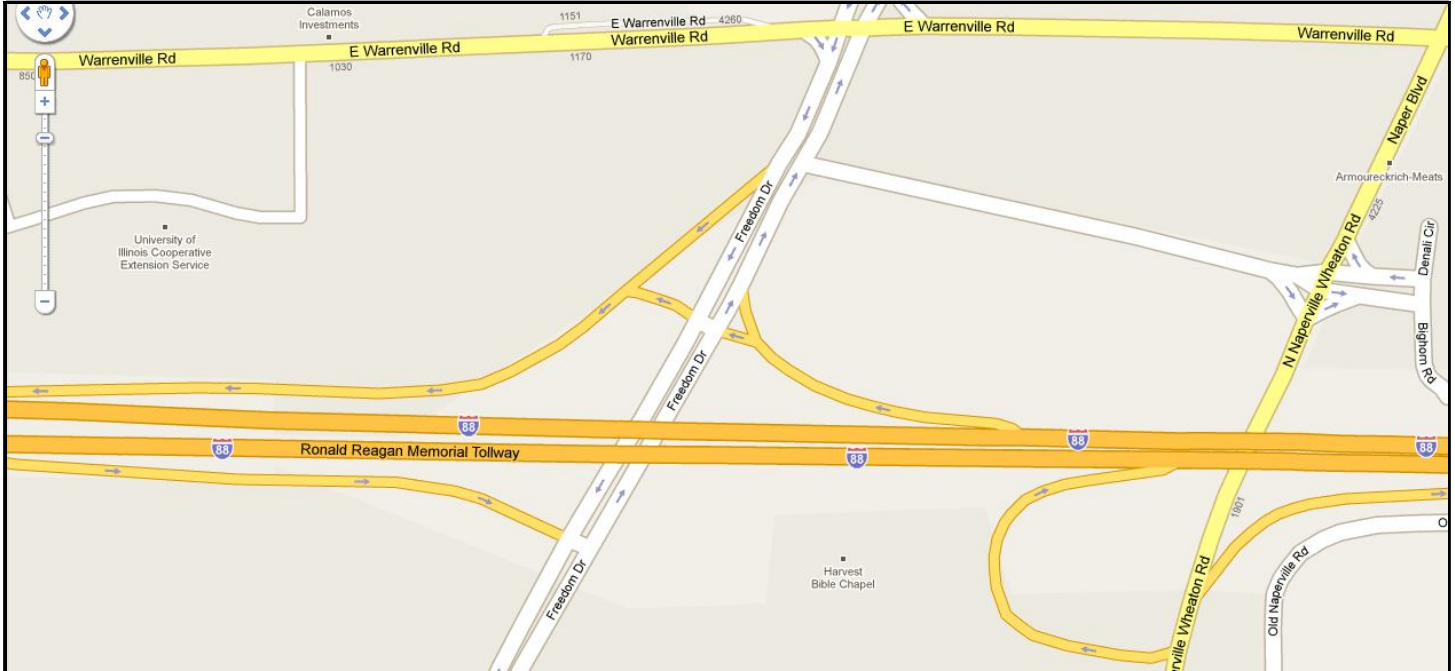 Calamos
Investments
1151
E Warrenville Rd
4260
Warrenville Rd
E Warrenville Rd
Warrenville Rd
E Warrenville Rd
Warrenville Rd
850
1030
1170
Naper Blvd
Armoureckrich-Meats
4225
University of
Illinois Cooperative
Extension Service
Freedom Dr
N Naperville Wheaton Rd
Denali Cir
Bighorn Rd
Freedom Dr
88
88
88
88
88
Ronald Reagan Memorial Tollway
1901
Harvest
Bible Chapel
Freedom Dr
Old Naperville Rd
O
rville Wheaton Rd